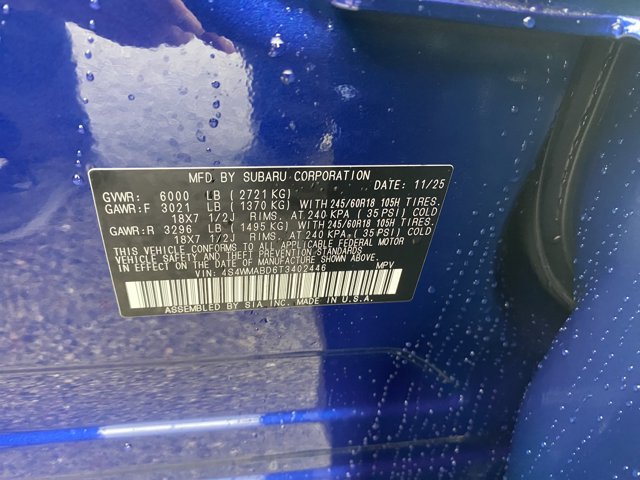 MFD BY SUBARU CORPORATION DATE: 11/25
GVWR: 6000 LB (2721 KG)
GAWR:F 3021 LB (1370 KG) WITH 245/60R18 105H TIRES.
18X7 1/2J RIMS. AT 240 KPA (35 PSI) COLD
GAWR:R 3296 LB (1495 KG) WITH 245/60R18 105H TIRES.
18X7 1/2J RIMS. AT 240 KPA (35 PSI) COLD
THIS VEHICLE CONFORMS TO ALL APPLICABLE FEDERAL MOTOR
VEHICLE SAFETY AND THEFT PREVENTION STANDARDS
IN EFFECT ON THE DATE OF MANUFACTURE SHOWN ABOVE.
VIN: 4S4WMABD6T3402446 MPV
ASSEMBLED BY SIA INC. MADE IN U.S.A.